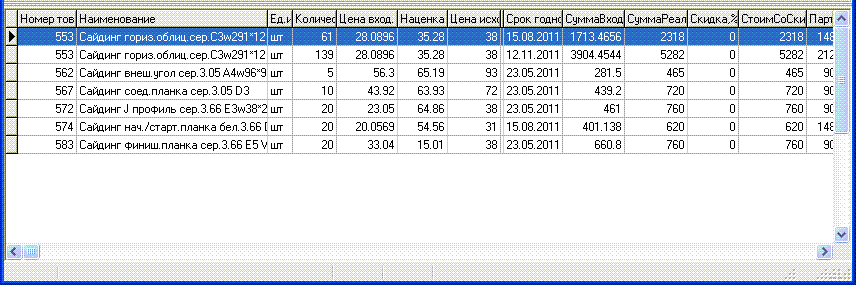 Номер тов Наименование Ед.и Количес Цена вход. Наценка Цена исхо Срок годно СуммаВход СуммаРеал Скидка,% СтоимСоСки Парт
553 Сайдинг гориз.облиц.сер.C3w291*12 шт 61 28.0896 35.28 38 15.08.2011 1713.4656 2318 0 2318 148
553 Сайдинг гориз.облиц.сер.C3w291*12 шт 139 28.0896 35.28 38 12.11.2011 3904.4544 5282 0 5282 212
562 Сайдинг внеш.угол сер.3.05 A4w96*9 шт 5 56.3 65.19 93 23.05.2011 281.5 465 0 465 90
567 Сайдинг соед.планка сер.3.05 D3 шт 10 43.92 63.93 72 23.05.2011 439.2 720 0 720 90
572 Сайдинг J профиль сер.3.66 E3w38*2 шт 20 23.05 64.86 38 23.05.2011 461 760 0 760 90
574 Сайдинг нач./старт.планка бел.3.66 шт 20 20.0569 54.56 31 15.08.2011 401.138 620 0 620 148
583 Сайдинг финиш.планка сер.3.66 E5 V шт 20 33.04 15.01 38 23.05.2011 660.8 760 0 760 90